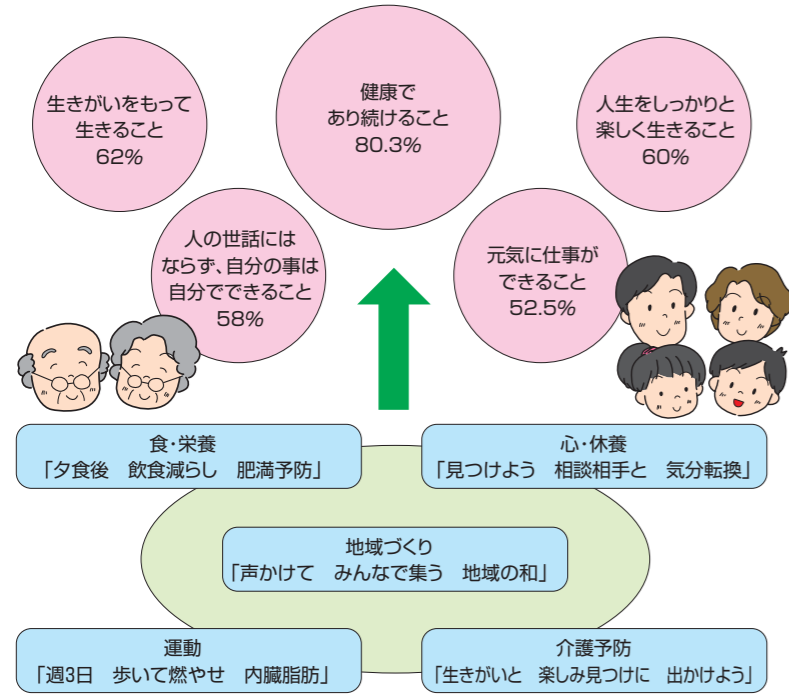 健康で
あり続けること
80.3%
生きがいをもって
生きること
62%
人生をしっかりと
楽しく生きること
60%
人の世話には
ならず、自分の事は
自分でできること
58%
元気に仕事が
できること
52.5%
食・栄養
「夕食後　飲食減らし　肥満予防」
心・休養
「見つけよう　相談相手と　気分転換」
地域づくり
「声かけて　みんなで集う　地域の和」
運動
「週3日　歩いて燃やせ　内臓脂肪」
介護予防
「生きがいと　楽しみ見つけに　出かけよう」